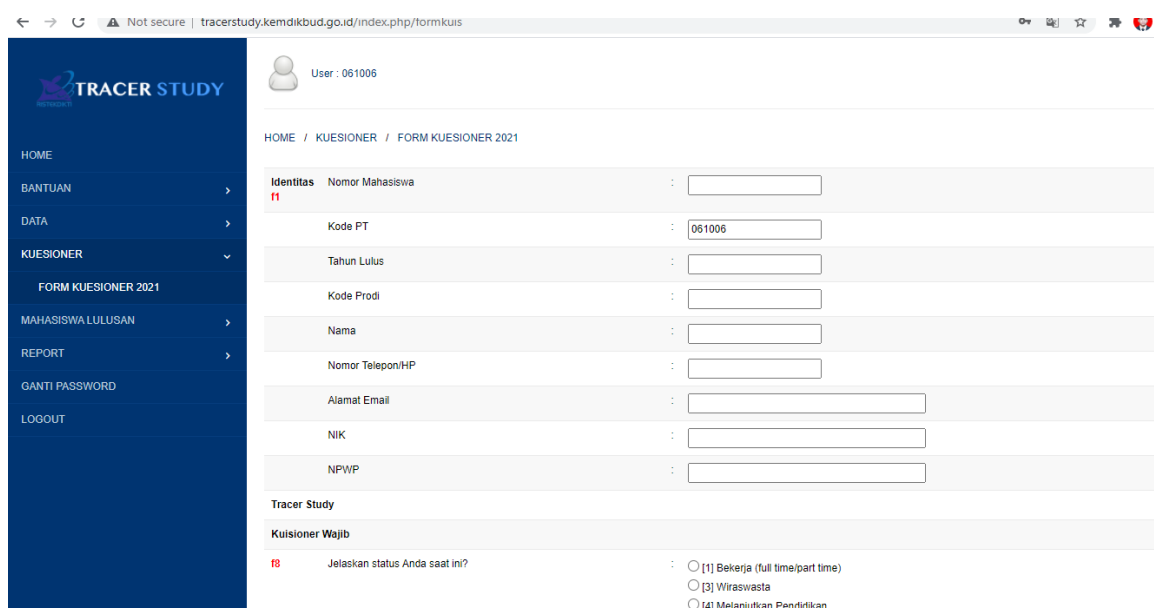 Not secure | tracerstudy.kemdikbud.go.id/index.php/formkuis
TRACER STUDY
User : 061006
HOME / KUESIONER / FORM KUESIONER 2021
HOME
BANTUAN
DATA
KUESIONER
FORM KUESIONER 2021
MAHASISWA LULUSAN
REPORT
GANTI PASSWORD
LOGOUT
Identitas Nomor Mahasiswa :
f1
Kode PT : 061006
Tahun Lulus :
Kode Prodi :
Nama :
Nomor Telepon/HP :
Alamat Email :
NIK :
NPWP :
Tracer Study
Kuisioner Wajib
f8 Jelaskan status Anda saat ini? : [1] Bekerja (full time/part time)
[3] Wiraswasta
[4] Melanjutkan Pendidikan